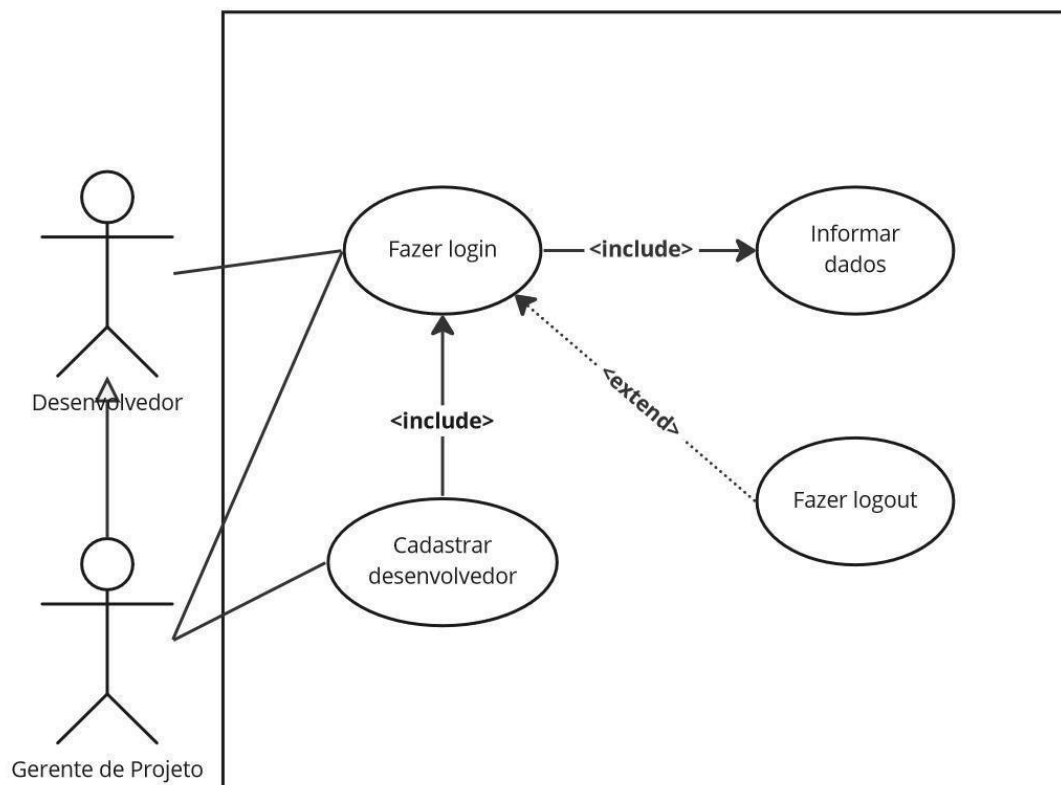 Fazer login
<include>
Informar
dados
Desenvolvedor
<include>
<extend>
Fazer logout
Cadastrar
desenvolvedor
Gerente de Projeto